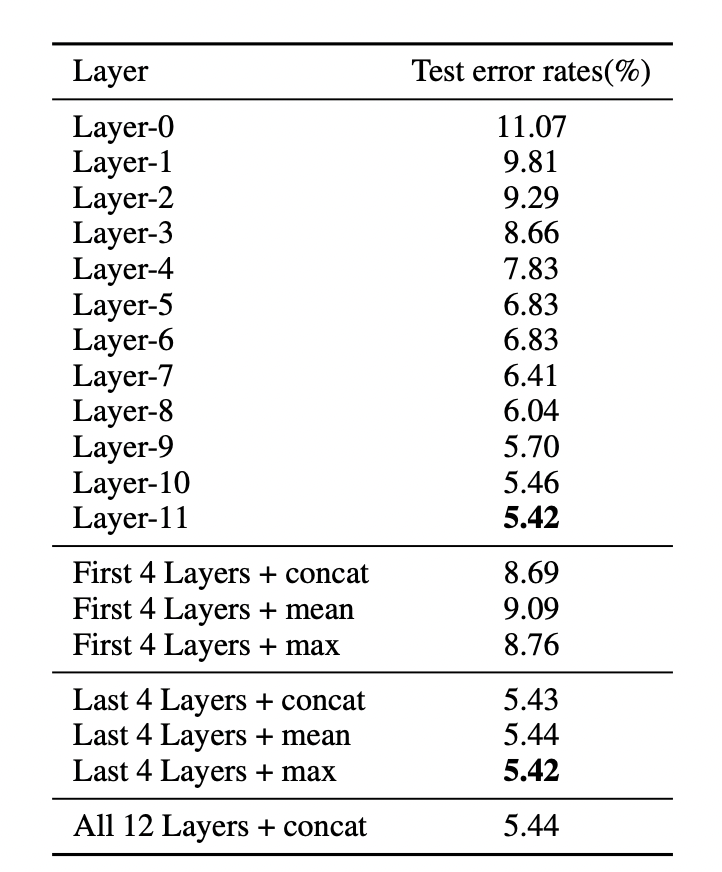 Layer Test error rates(%)
Layer-0 11.07
Layer-1 9.81
Layer-2 9.29
Layer-3 8.66
Layer-4 7.83
Layer-5 6.83
Layer-6 6.83
Layer-7 6.41
Layer-8 6.04
Layer-9 5.70
Layer-10 5.46
Layer-11 5.42
First 4 Layers + concat 8.69
First 4 Layers + mean 9.09
First 4 Layers + max 8.76
Last 4 Layers + concat 5.43
Last 4 Layers + mean 5.44
Last 4 Layers + max 5.42
All 12 Layers + concat 5.44